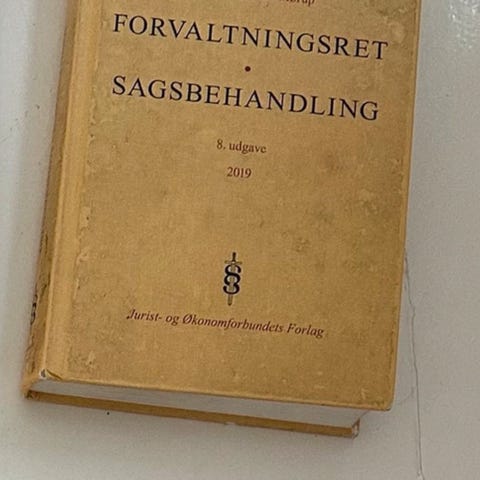 FORVALTNINGSRET
•
SAGSBEHANDLING
8. udgave
2019
Jurist- og Økonomforbundets Forlag